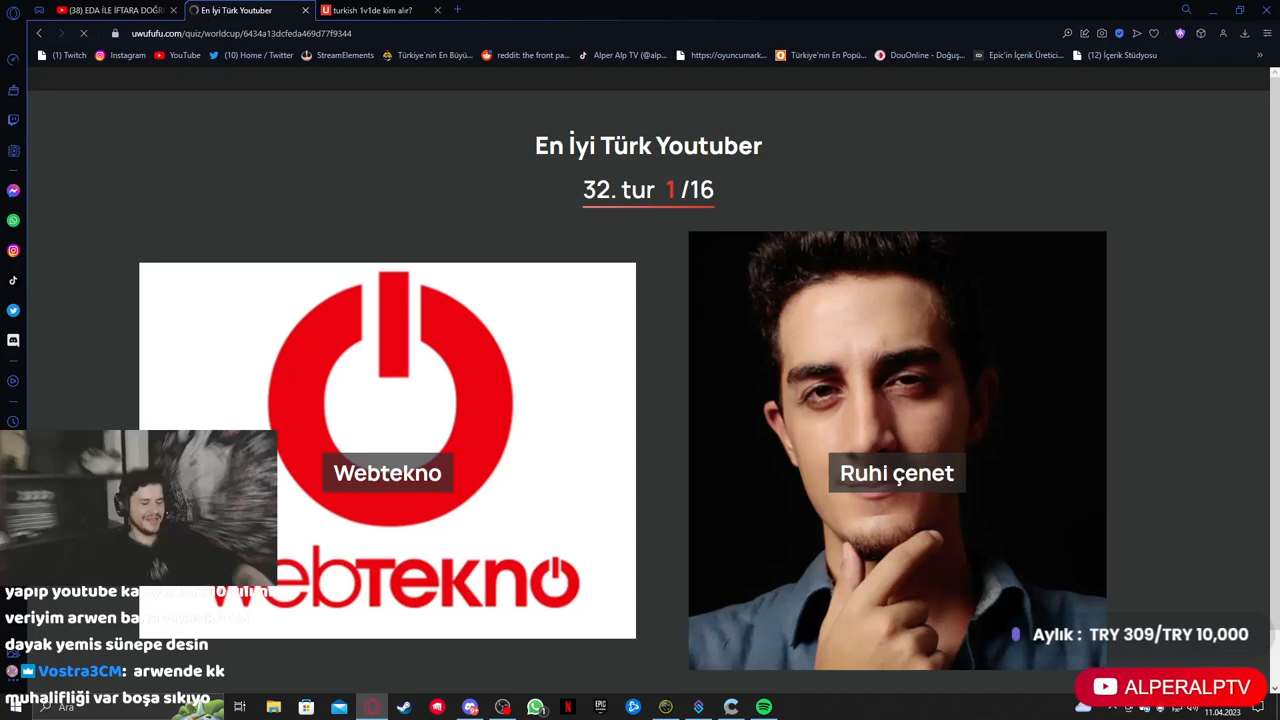 (38) EDA İLE İFTARA DOĞR
En İyi Türk Youtuber
turkish 1v1de kim alır?
uwufufu.com/quiz/worldcup/6434a13dcfeda469d77f9344
(1) Twitch
Instagram
YouTube
(10) Home / Twitter
StreamElements
Türkiye'nin En Büyü...
reddit: the front pa...
Alper Alp TV (@alp...
https://oyuncumark...
Türkiye'nin En Popü...
DouOnline - Doğuş...
Epic'in İçerik Üretici...
(12) İçerik Stüdyosu
En İyi Türk Youtuber
32. tur 1 /16
Webtekno
Ruhi çenet
webtekno
yapıp youtube
veriyim arwen
dayak yemis sünepe desin
Vostra3CM: arwende kk
muhalifliği var boşa sıkıyo
Aylık : TRY 309/TRY 10,000
ALPERALPTV
Ara
11.04.2023